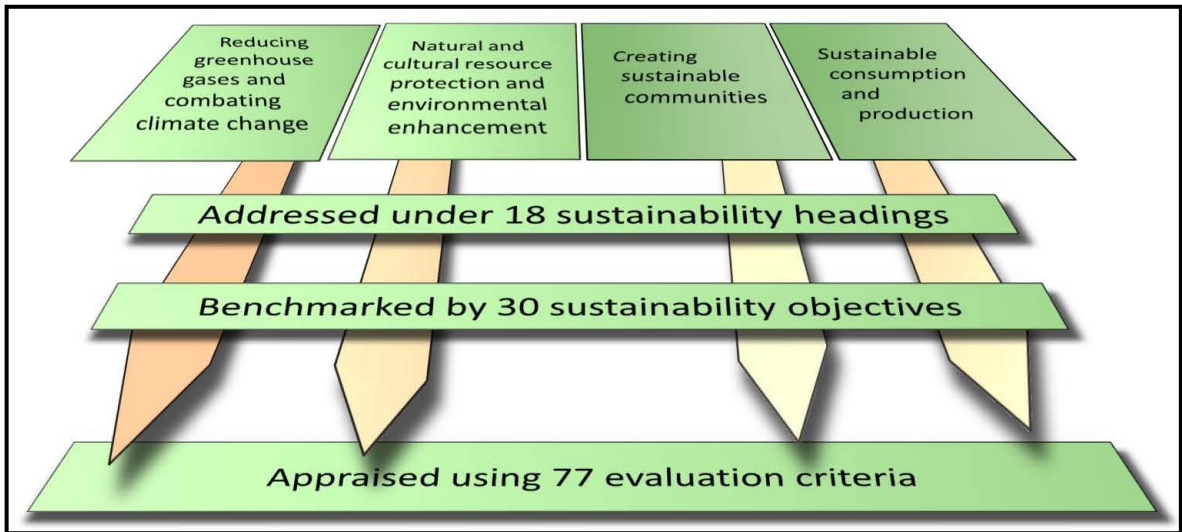 Reducing
greenhouse
gases and
combating
climate change
Natural and
cultural resource
protection and
environmental
enhancement
Creating
sustainable
communities
Sustainable
consumption
and
production
Addressed under 18 sustainability headings
Benchmarked by 30 sustainability objectives
Appraised using 77 evaluation criteria